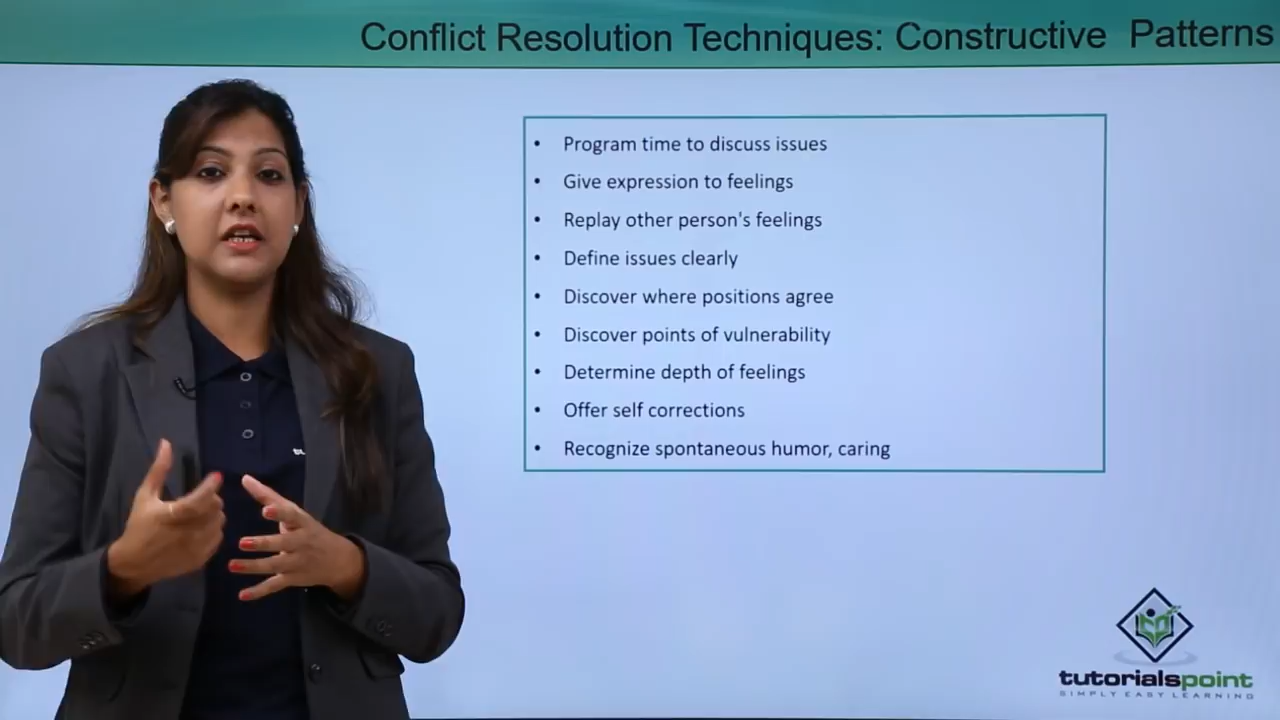 Conflict Resolution Techniques: Constructive Patterns
• Program time to discuss issues
• Give expression to feelings
• Replay other person's feelings
• Define issues clearly
• Discover where positions agree
• Discover points of vulnerability
• Determine depth of feelings
• Offer self corrections
• Recognize spontaneous humor, caring
tutorialspoint
SIMPLY EASY LEARNING